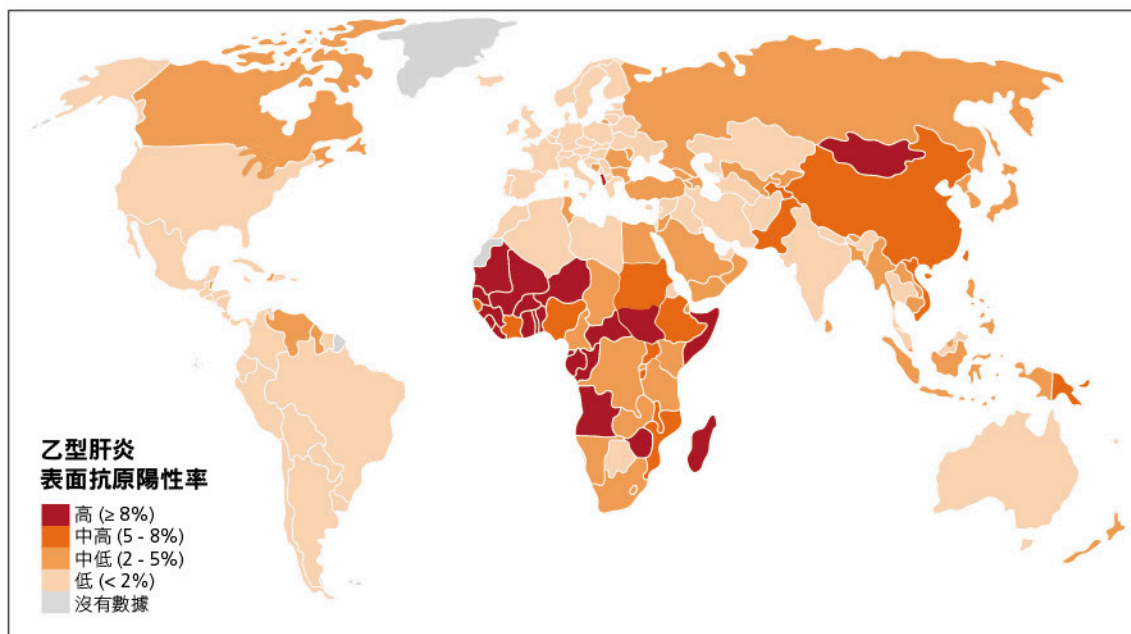 乙型肝炎
表面抗原陽性率
高 (≥ 8%)
中高 (5 - 8%)
中低 (2 - 5%)
低 (< 2%)
沒有數據